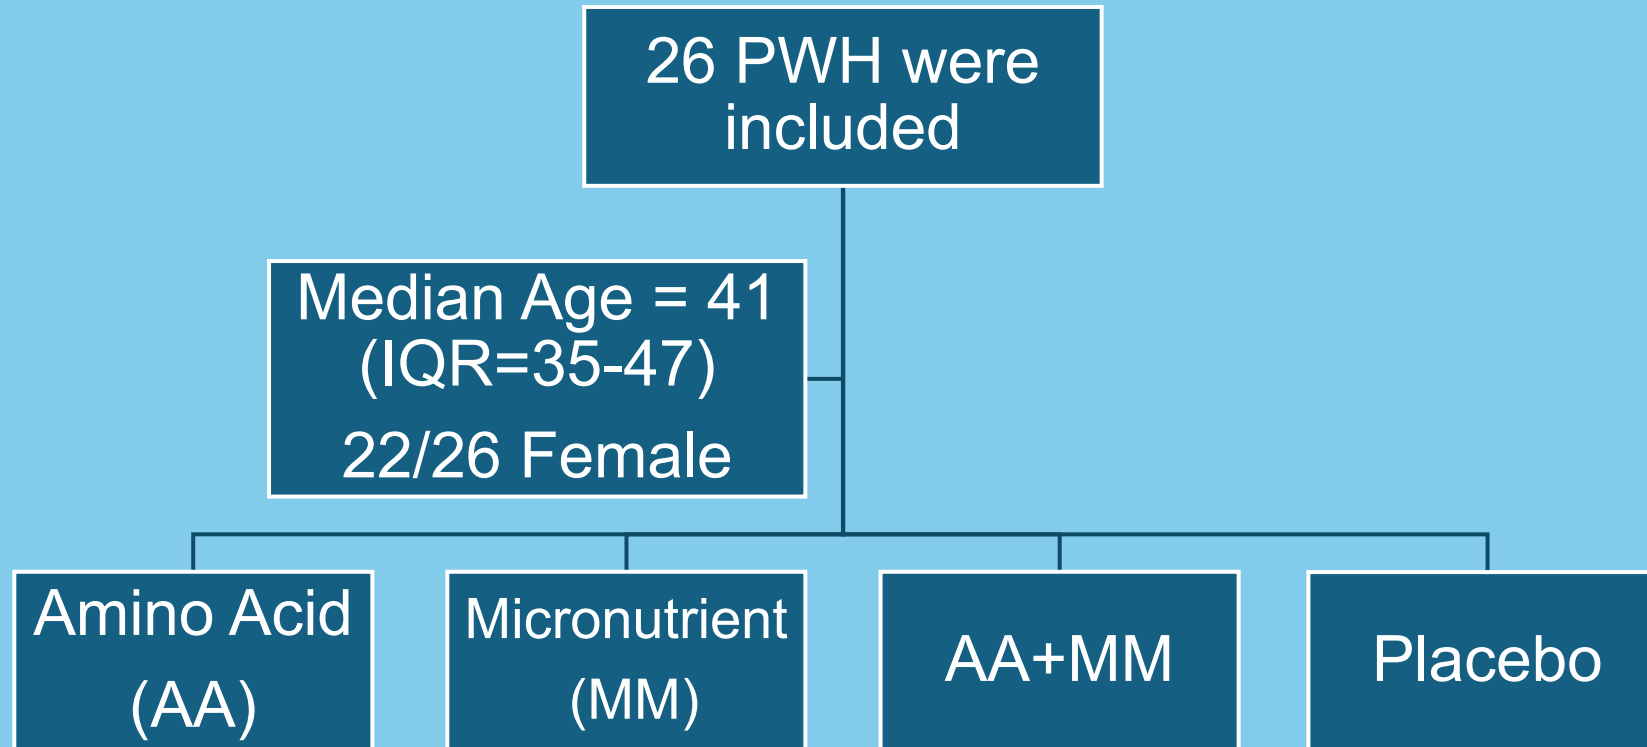 26 PWH were
included
Median Age = 41
(IQR=35-47)
22/26 Female
Amino Acid
(AA)
Micronutrient
(MM)
AA+MM
Placebo